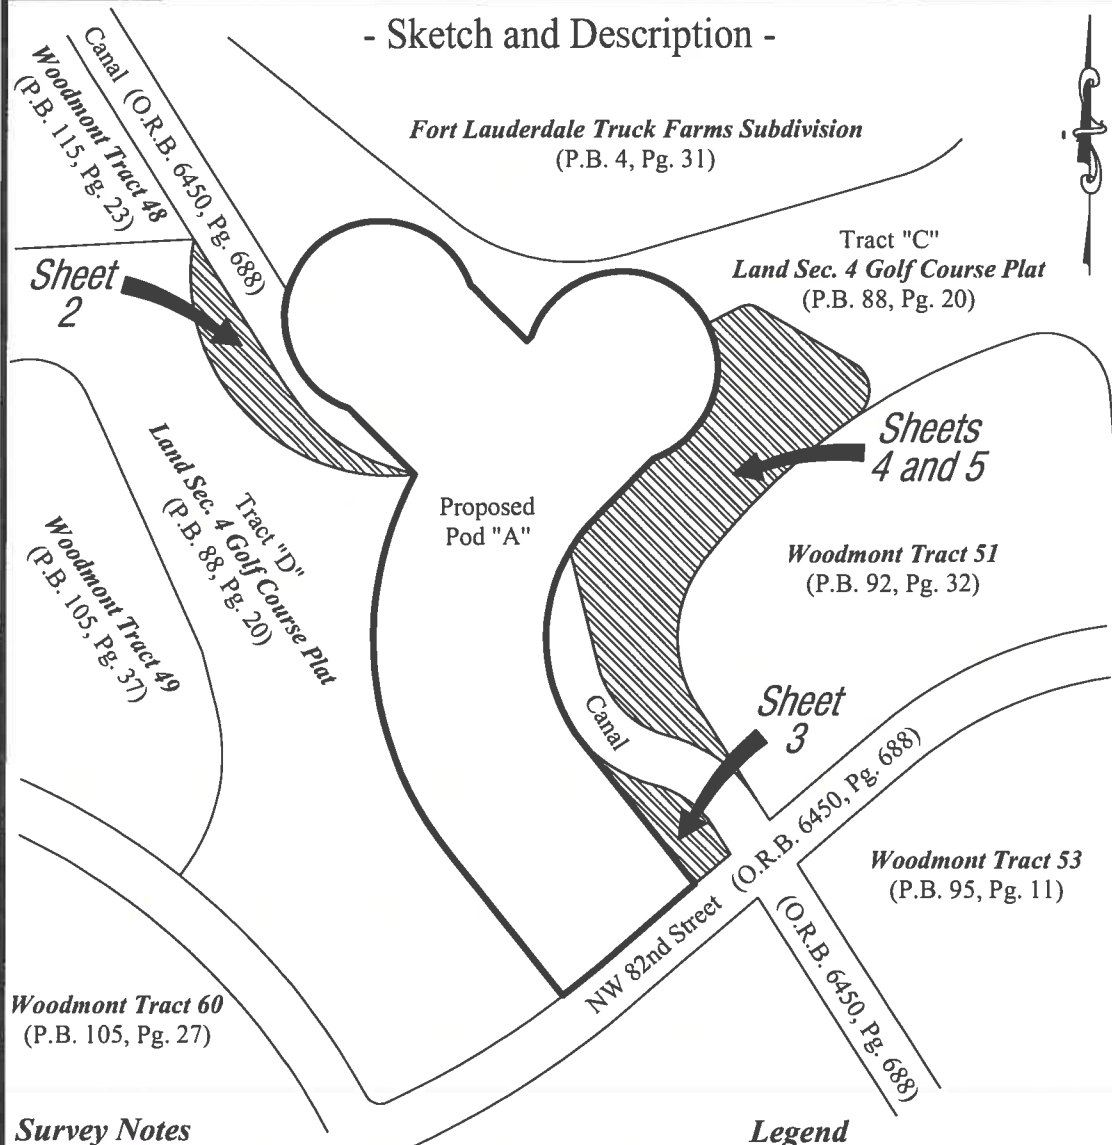 - Sketch and Description -
Canal (O.R.B. 6450, Pg. 688)
Woodmont Tract 48
(P.B. 115, Pg. 23)
Fort Lauderdale Truck Farms Subdivision
(P.B. 4, Pg. 31)
Tract "C"
Land Sec. 4 Golf Course Plat
(P.B. 88, Pg. 20)
Sheet
2
Sheets
4 and 5
Land Sec. 4 Golf Course Plat
Tract "D"
(P.B. 88, Pg. 20)
Proposed
Pod "A"
Woodmont Tract 49
(P.B. 105, Pg. 37)
Woodmont Tract 51
(P.B. 92, Pg. 32)
Canal
Sheet
3
NW 82nd Street (O.R.B. 6450, Pg. 688)
Woodmont Tract 53
(P.B. 95, Pg. 11)
(O.R.B. 6450, Pg. 688)
Woodmont Tract 60
(P.B. 105, Pg. 27)
Survey Notes
Legend